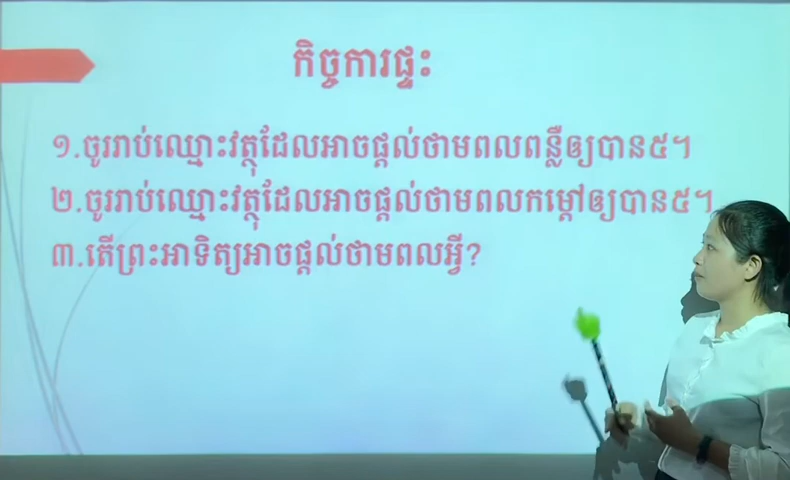 កិច្ចការផ្ទះ
១.ចូររាប់ឈ្មោះវត្ថុដែលអាចផ្តល់ថាមពលពន្លឺឲ្យបាន៥។
២.ចូររាប់ឈ្មោះវត្ថុដែលអាចផ្តល់ថាមពលកម្តៅឲ្យបាន៥។
៣.តើព្រះអាទិត្យអាចផ្តល់ថាមពលអ្វី?